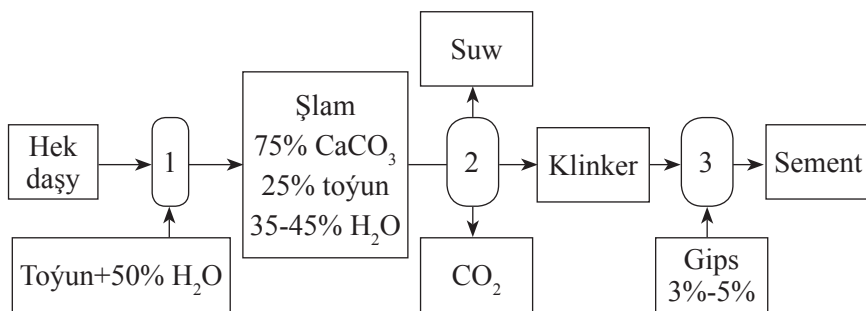 Suw
Şlam
75% CaCO₃
25% toýun
35-45% H₂O
Hek
daşy
1
2
Klinker
3
Sement
Toýun+50% H₂O
CO₂
Gips
3%-5%